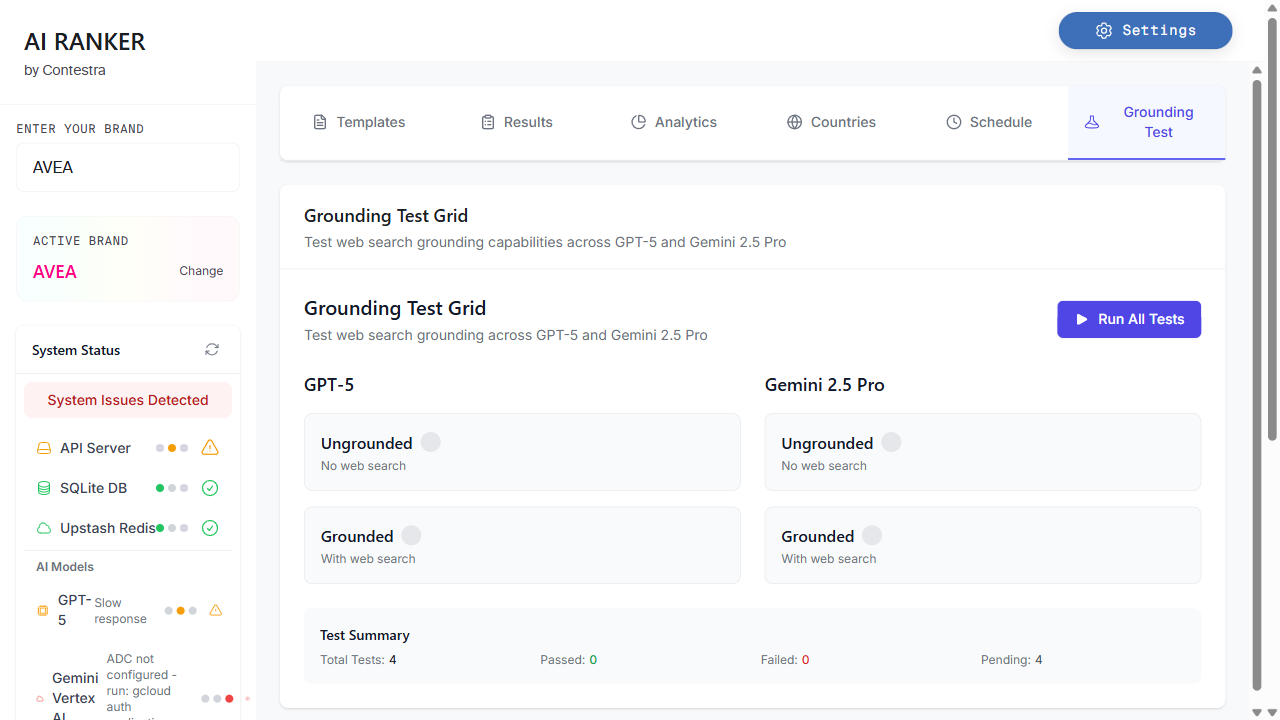 AI RANKER
by Contestra
Settings
ENTER YOUR BRAND
AVEA
ACTIVE BRAND
AVEA
Change
System Status
System Issues Detected
API Server
SQLite DB
Upstash Redis
AI Models
GPT-
5
Slow
response
Gemini
Vertex
AI
ADC not
configured -
run: gcloud
auth
Templates
Results
Analytics
Countries
Schedule
Grounding
Test
Grounding Test Grid
Test web search grounding capabilities across GPT-5 and Gemini 2.5 Pro
Grounding Test Grid
Test web search grounding across GPT-5 and Gemini 2.5 Pro
Run All Tests
GPT-5
Gemini 2.5 Pro
Ungrounded
No web search
Ungrounded
No web search
Grounded
With web search
Grounded
With web search
Test Summary
Total Tests: 4
Passed: 0
Failed: 0
Pending: 4